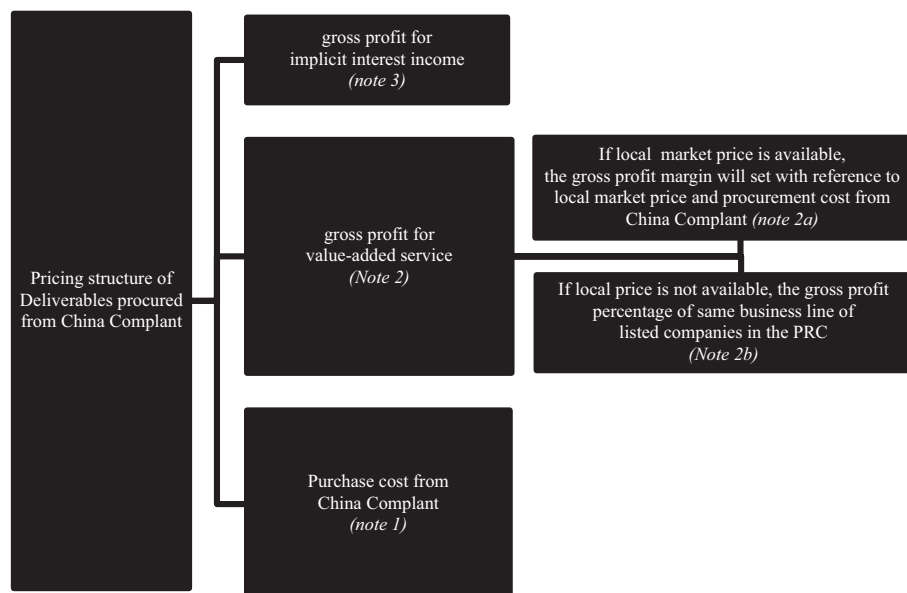 Pricing structure of
Deliverables procured
from China Complant
gross profit for
implicit interest income
(note 3)
gross profit for
value-added service
(Note 2)
If local market price is available,
the gross profit margin will set with reference to
local market price and procurement cost from
China Complant (note 2a)
If local price is not available, the gross profit
percentage of same business line of
listed companies in the PRC
(Note 2b)
Purchase cost from
China Complant
(note 1)